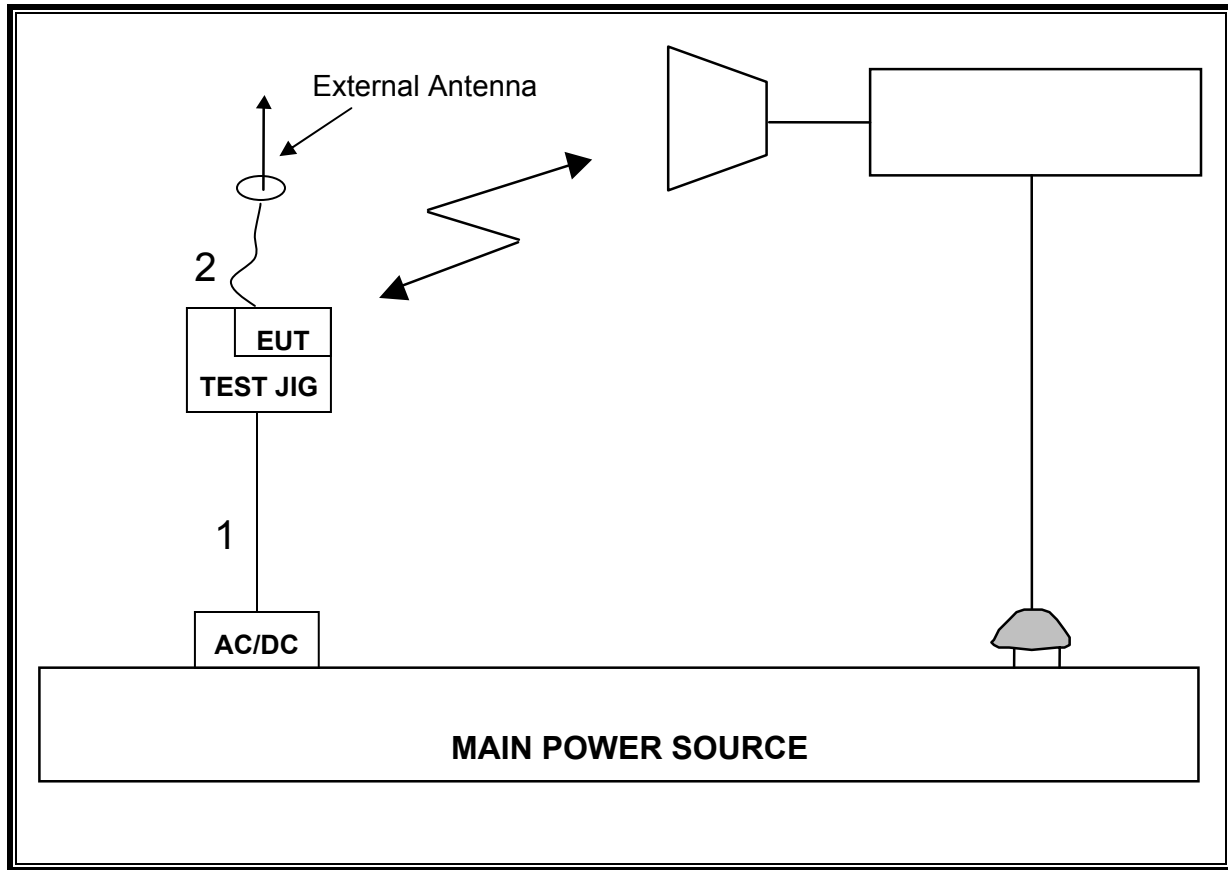 External Antenna
2
EUT
TEST JIG
1
AC/DC
MAIN POWER SOURCE